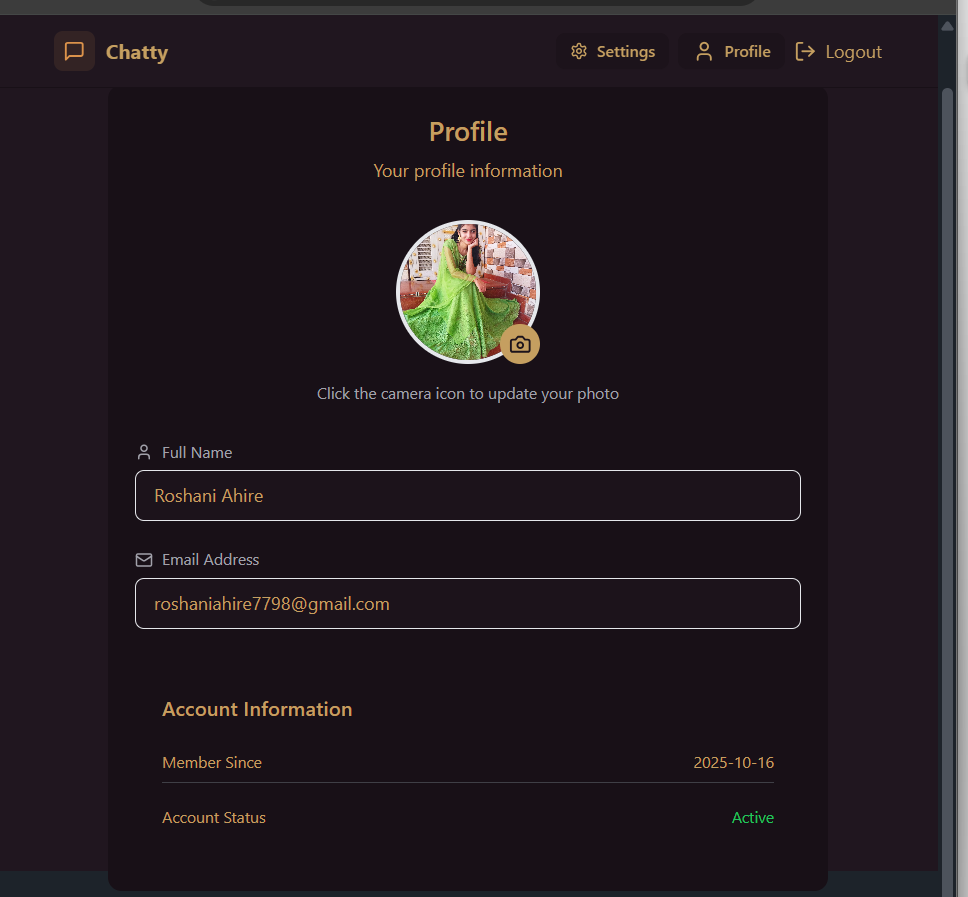 Chatty
Settings
Profile
Logout
Profile
Your profile information
Click the camera icon to update your photo
Full Name
Roshani Ahire
Email Address
roshaniahire7798@gmail.com
Account Information
Member Since 2025-10-16
Account Status Active